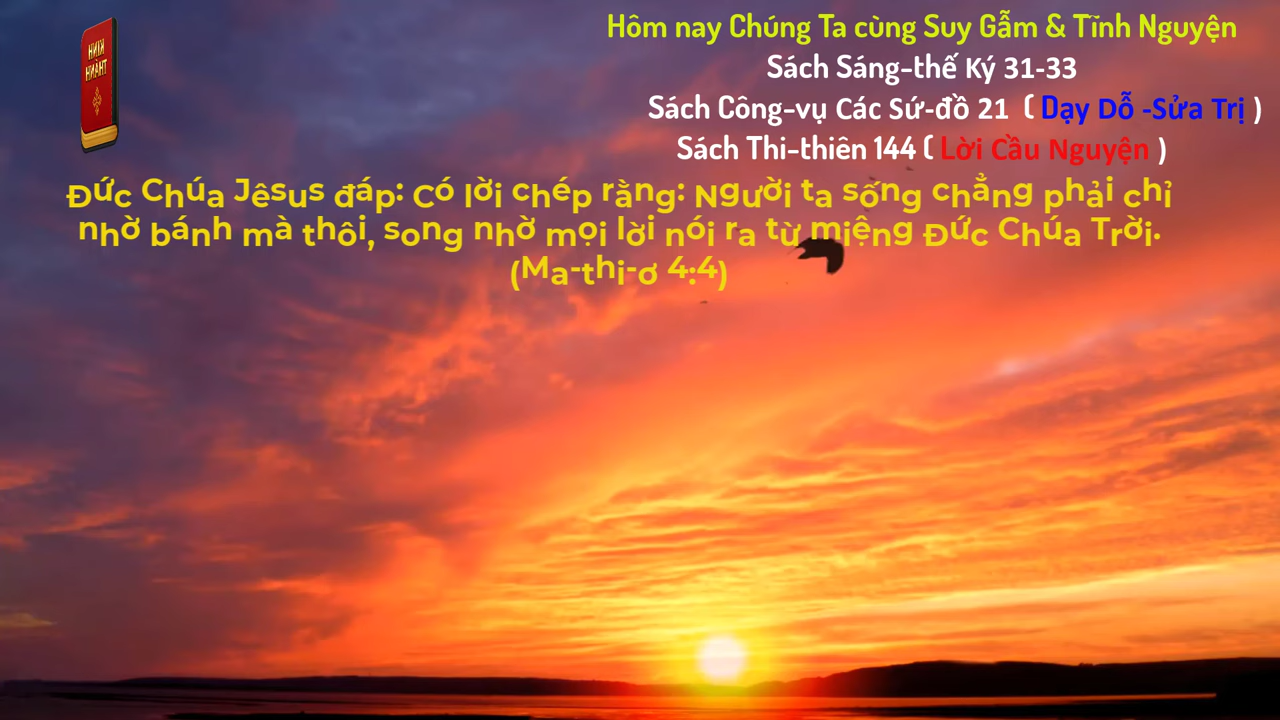 Hôm nay Chúng Ta cùng Suy Gẫm & Tĩnh Nguyện
Sách Sáng-thế Ký 31-33
Sách Công-vụ Các Sứ-đồ 21 ( Dạy Dỗ -Sửa Trị )
Sách Thi-thiên 144 ( Lời Cầu Nguyện )
KINH
THÁNH
Đức Chúa Jêsus đáp: Có lời chép rằng: Người ta sống chẳng phải chỉ
nhờ bánh mà thôi, song nhờ mọi lời nói ra từ miệng Đức Chúa Trời.
(Ma-thi-ơ 4:4)